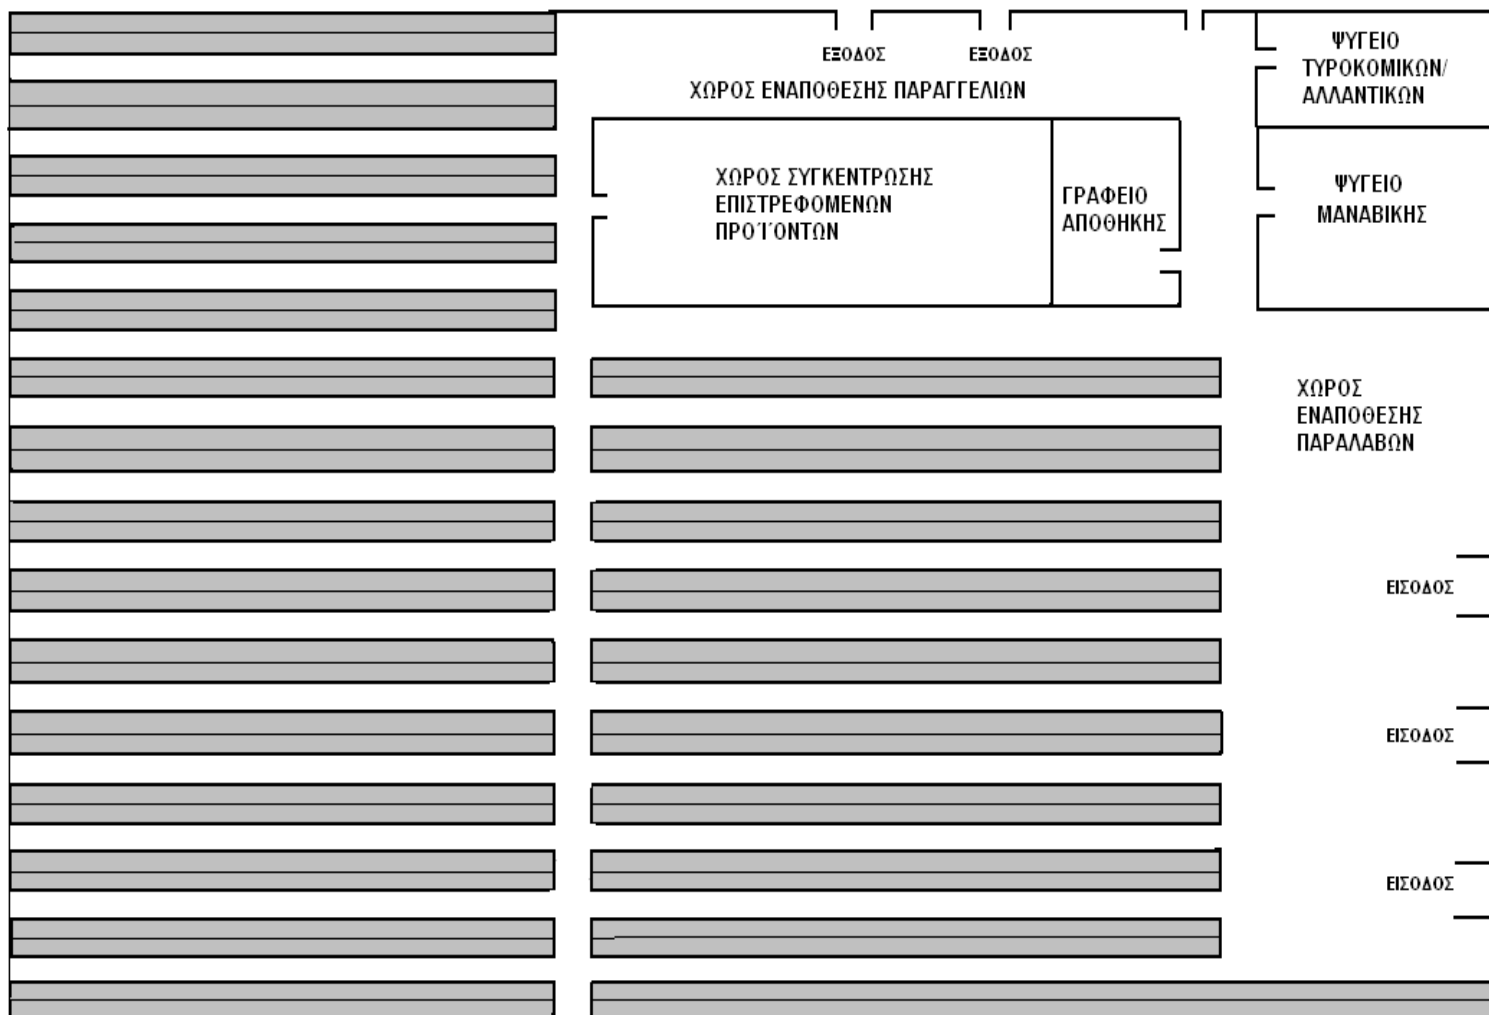 ΕΞΟΔΟΣ
ΕΞΟΔΟΣ
ΧΩΡΟΣ ΕΝΑΠΟΘΕΣΗΣ ΠΑΡΑΓΓΕΛΙΩΝ
ΨΥΓΕΙΟ
ΤΥΡΟΚΟΜΙΚΩΝ/
ΑΛΛΑΝΤΙΚΩΝ
ΧΩΡΟΣ ΣΥΓΚΕΝΤΡΩΣΗΣ
ΕΠΙΣΤΡΕΦΟΜΕΝΩΝ
ΠΡΟΪΟΝΤΩΝ
ΓΡΑΦΕΙΟ
ΑΠΟΘΗΚΗΣ
ΨΥΓΕΙΟ
ΜΑΝΑΒΙΚΗΣ
ΧΩΡΟΣ
ΕΝΑΠΟΘΕΣΗΣ
ΠΑΡΑΛΑΒΩΝ
ΕΙΣΟΔΟΣ
ΕΙΣΟΔΟΣ
ΕΙΣΟΔΟΣ